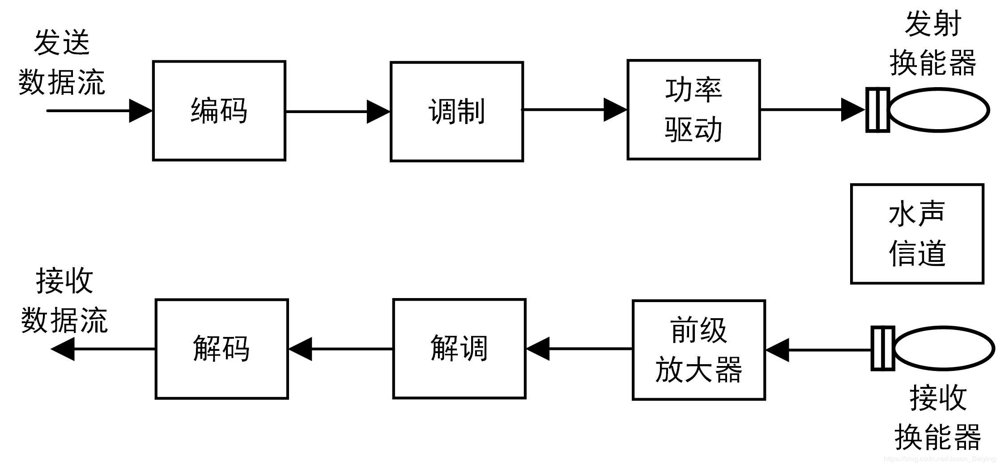 发送
数据流
编码
调制
功率
驱动
发射
换能器
水声
信道
接收
数据流
解码
解调
前级
放大器
接收
换能器
https://blog.csdn.net/Jason_Beiying